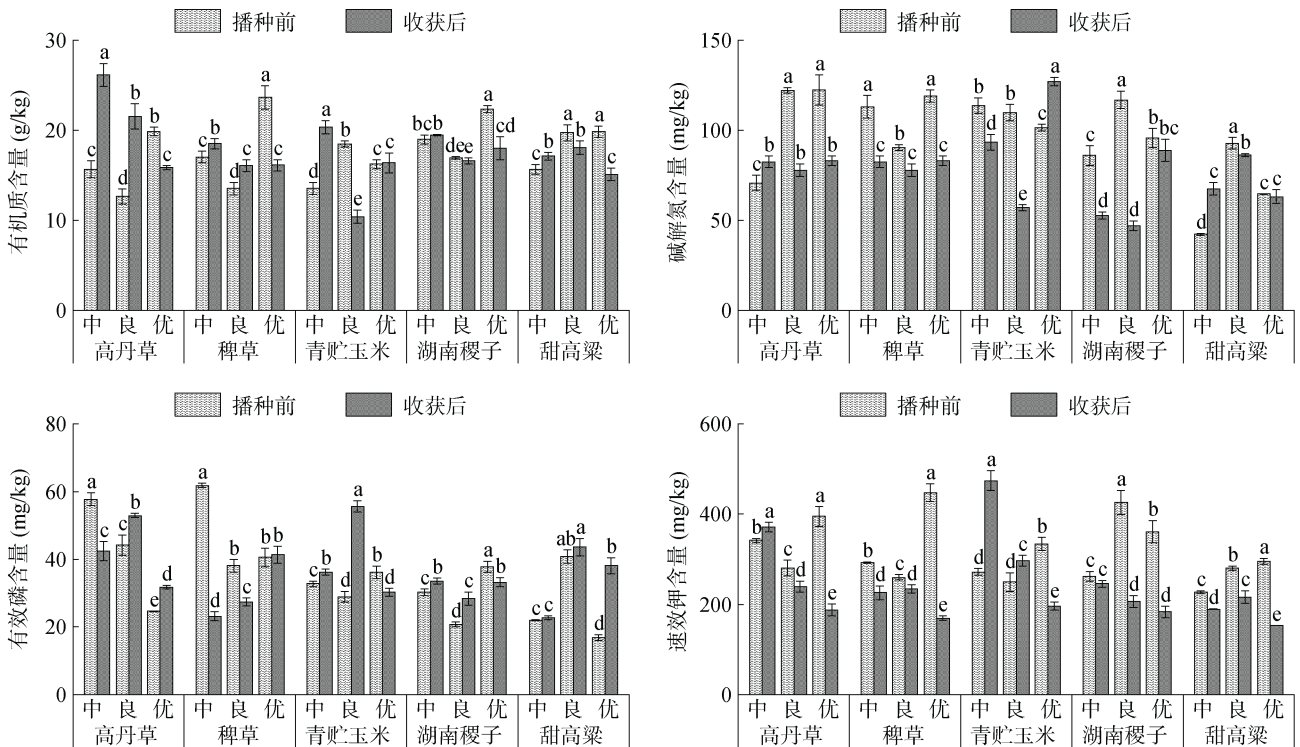 播种前 收获后
有机质含量 (g/kg)
30
20
10
0
c a d b b c
c b d c a c
d a b e c c
bc b de e a cd
c b a b a c
中 良 优 中 良 优 中 良 优 中 良 优 中 良 优
高丹草 稗草 青贮玉米 湖南稷子 甜高粱
播种前 收获后
碱解氮含量 (mg/kg)
150
100
50
0
c b a b a b
a c b c a c
b d b e c a
c d a d b bc
d c a b c c
中 良 优 中 良 优 中 良 优 中 良 优 中 良 优
高丹草 稗草 青贮玉米 湖南稷子 甜高粱
播种前 收获后
有效磷含量 (mg/kg)
80
60
40
20
0
a c c b e d
a d b c b b
c b d a b d
c b d c a b
c c ab a d b
中 良 优 中 良 优 中 良 优 中 良 优 中 良 优
高丹草 稗草 青贮玉米 湖南稷子 甜高粱
播种前 收获后
速效钾含量 (mg/kg)
600
400
200
0
b a c d a e
b d c d a e
d a d c b e
c c a d b d
c d b c a e
中 良 优 中 良 优 中 良 优 中 良 优 中 良 优
高丹草 稗草 青贮玉米 湖南稷子 甜高粱